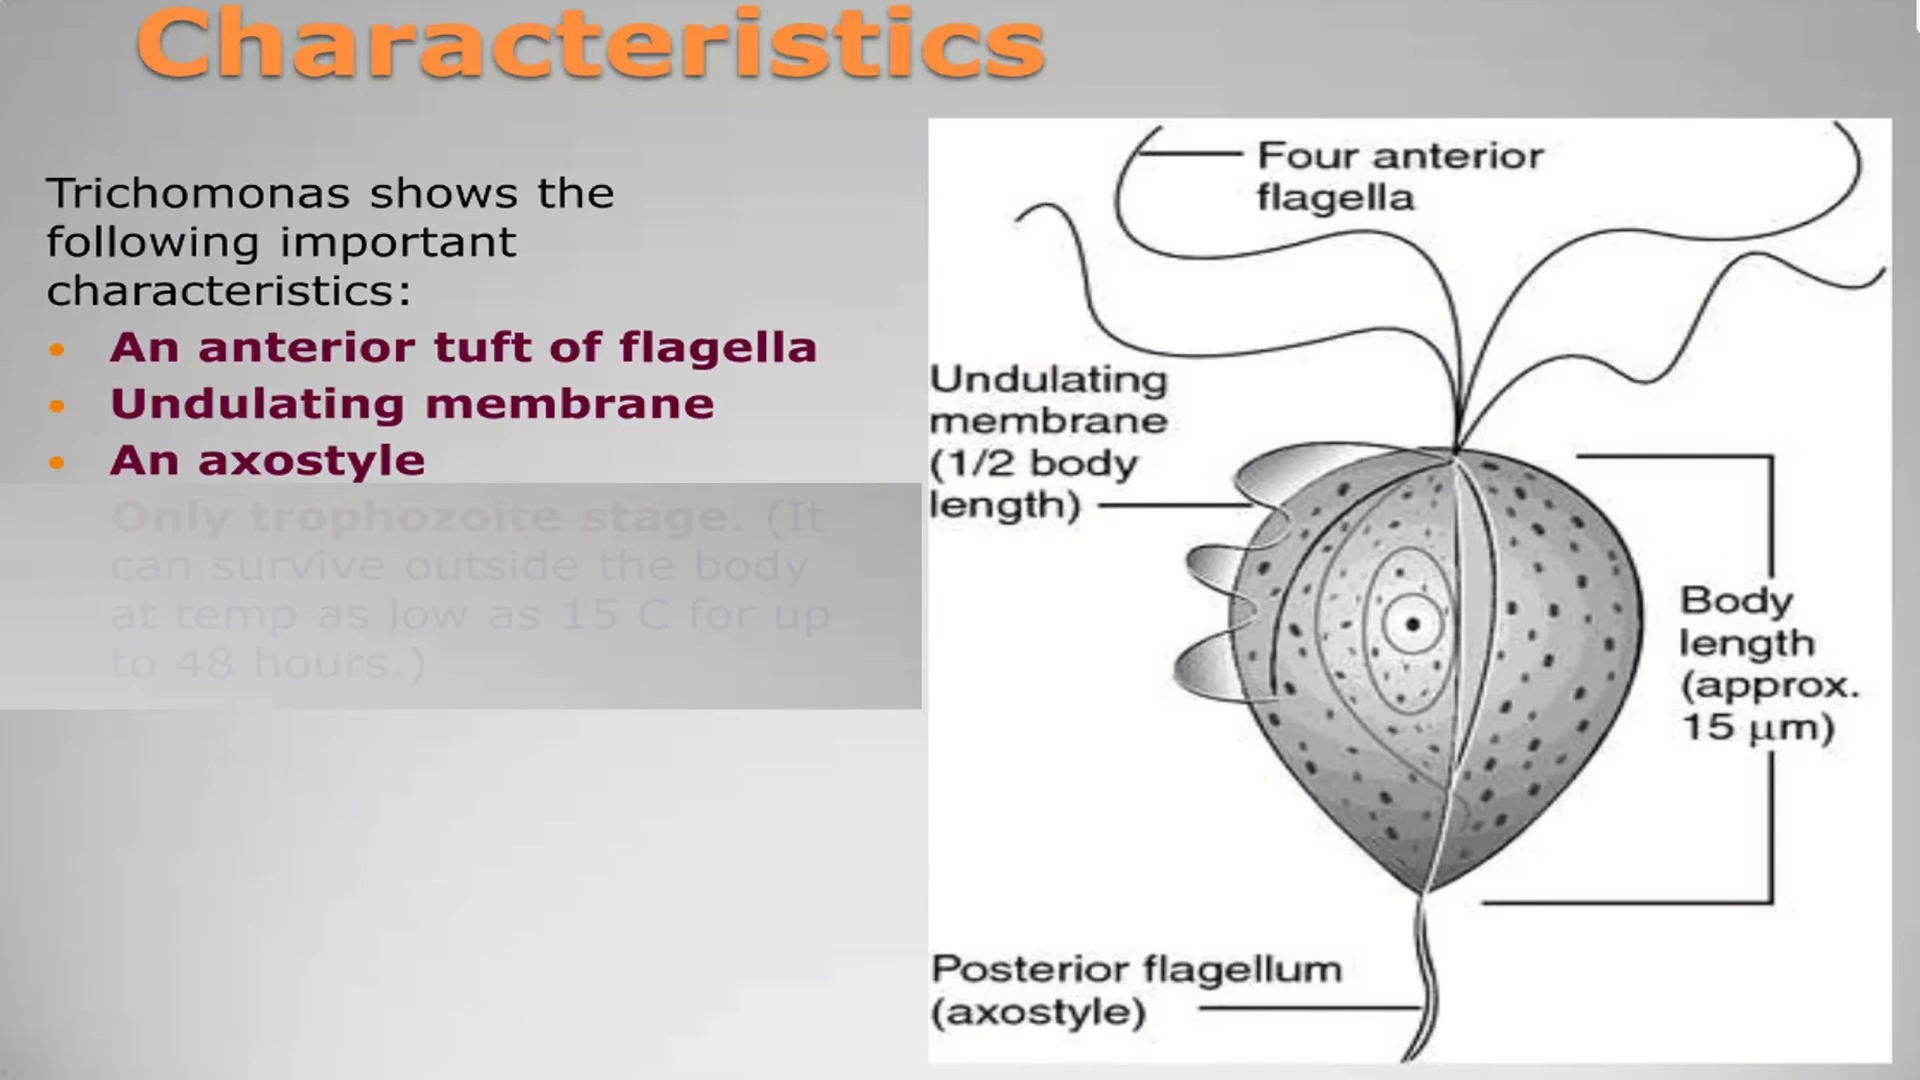 Characteristics
Trichomonas shows the
following important
characteristics:
• An anterior tuft of flagella
• Undulating membrane
• An axostyle
Only trophozoite stage. (It
can survive outside the body
at temp as low as 15 C for up
to 48 hours.)
Four anterior
flagella
Undulating
membrane
(1/2 body
length)
Body
length
(approx.
15 μm)
Posterior flagellum
(axostyle)